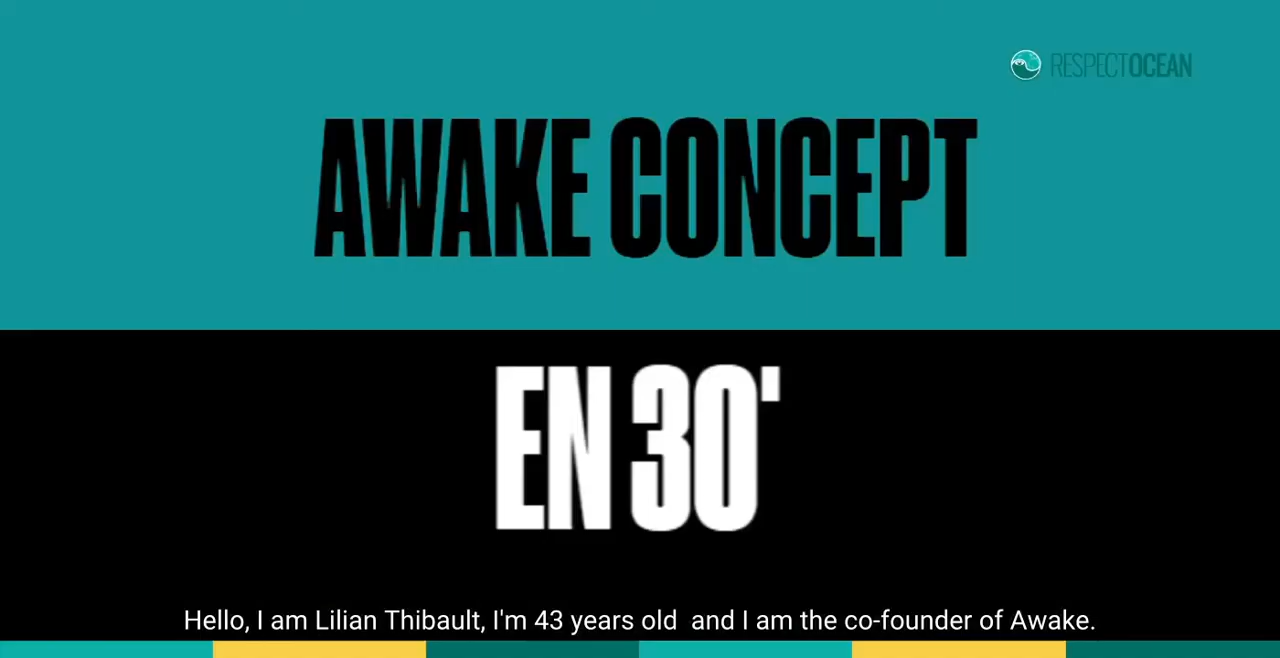 RESPECTOCEAN
AWAKE CONCEPT
EN 30'
Hello, I am Lilian Thibault, I'm 43 years old  and I am the co-founder of Awake.